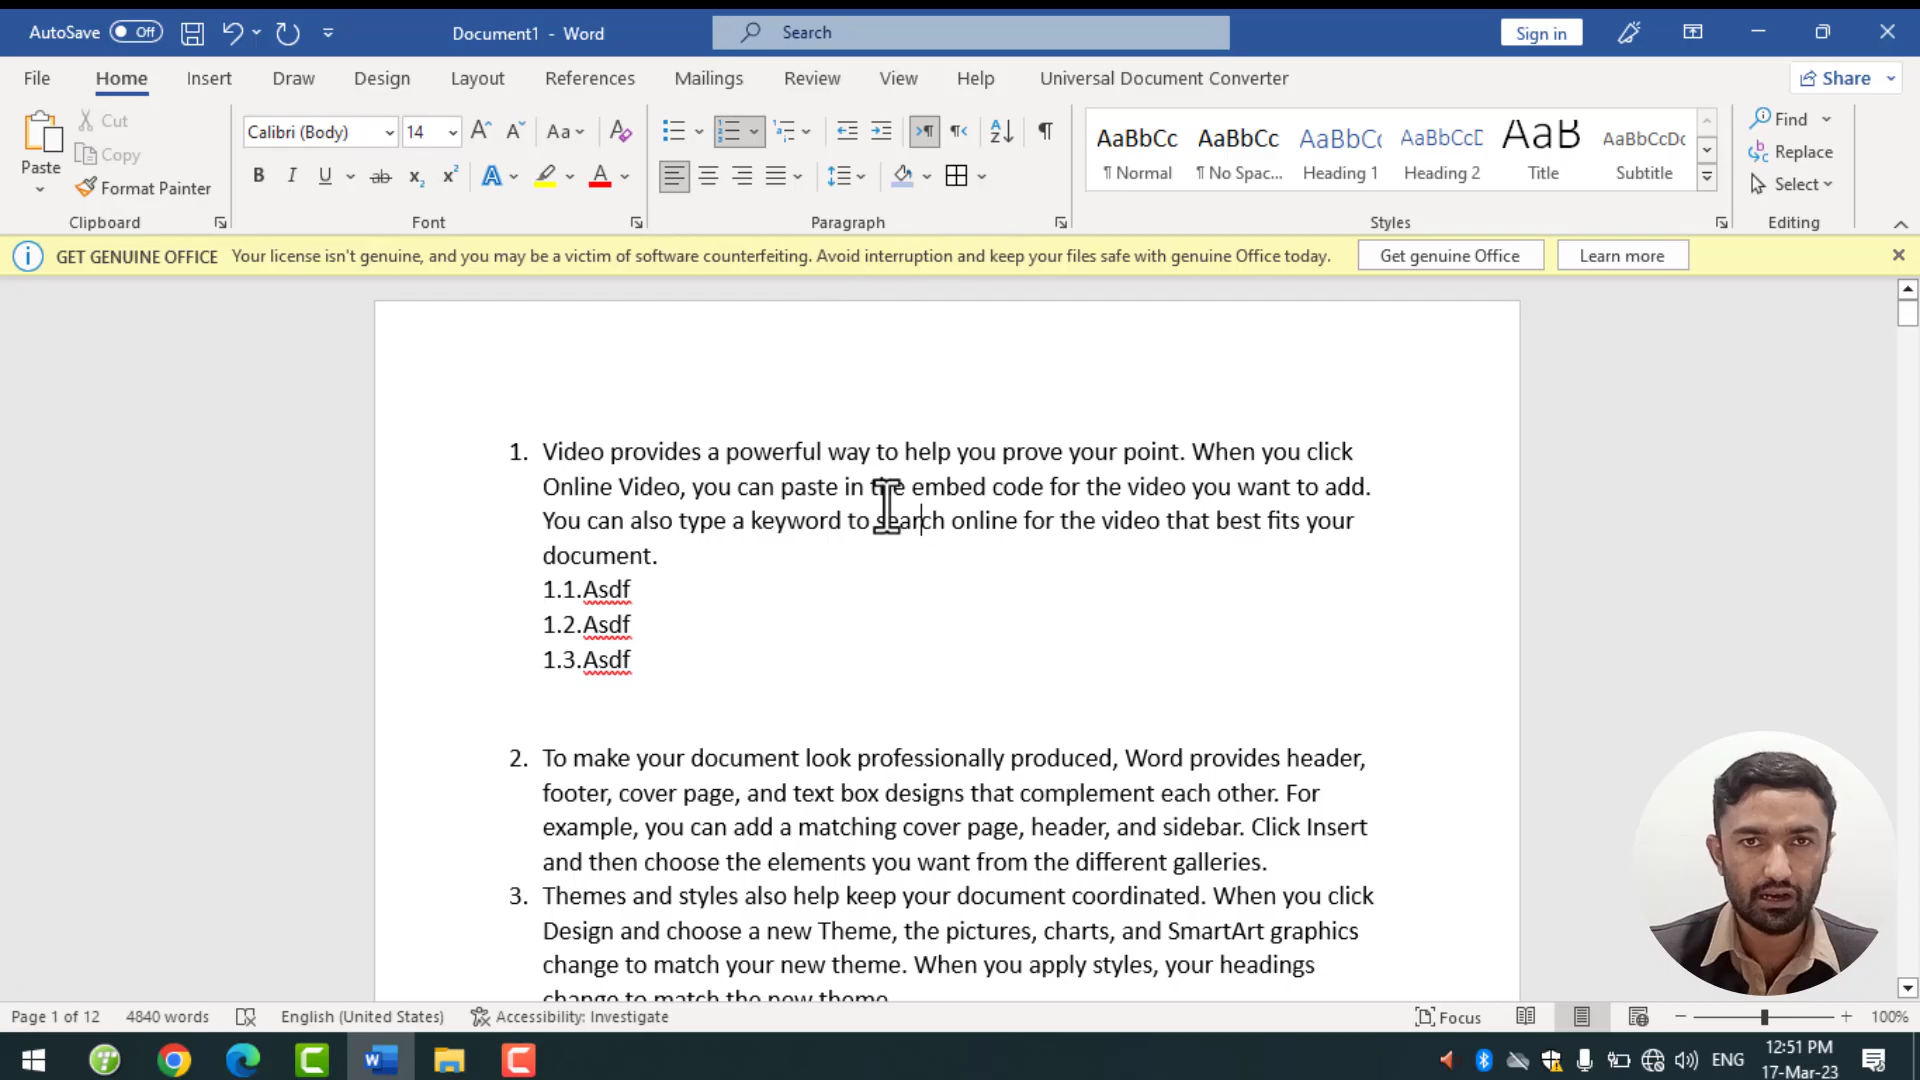 AutoSave Off Document1 - Word Search Sign in
File Home Insert Draw Design Layout References Mailings Review View Help Universal Document Converter Share
Paste Cut Copy Format Painter
Clipboard
Calibri (Body) 14 Aa
B I U ab x₂ x² A A
Font
Paragraph
AaBbCc AaBbCc AaBbC AaBbCcD AaB AaBbCcDc
¶ Normal ¶ No Spac... Heading 1 Heading 2 Title Subtitle
Styles
Find
Replace
Select
Editing
GET GENUINE OFFICE Your license isn't genuine, and you may be a victim of software counterfeiting. Avoid interruption and keep your files safe with genuine Office today. Get genuine Office Learn more
1. Video provides a powerful way to help you prove your point. When you click
Online Video, you can paste in the embed code for the video you want to add.
You can also type a keyword to search online for the video that best fits your
document.
1.1.Asdf
1.2.Asdf
1.3.Asdf
2. To make your document look professionally produced, Word provides header,
footer, cover page, and text box designs that complement each other. For
example, you can add a matching cover page, header, and sidebar. Click Insert
and then choose the elements you want from the different galleries.
3. Themes and styles also help keep your document coordinated. When you click
Design and choose a new Theme, the pictures, charts, and SmartArt graphics
change to match your new theme. When you apply styles, your headings
change to match the new theme.
Page 1 of 12 4840 words English (United States) Accessibility: Investigate Focus 100%
ENG 12:51 PM
17-Mar-23